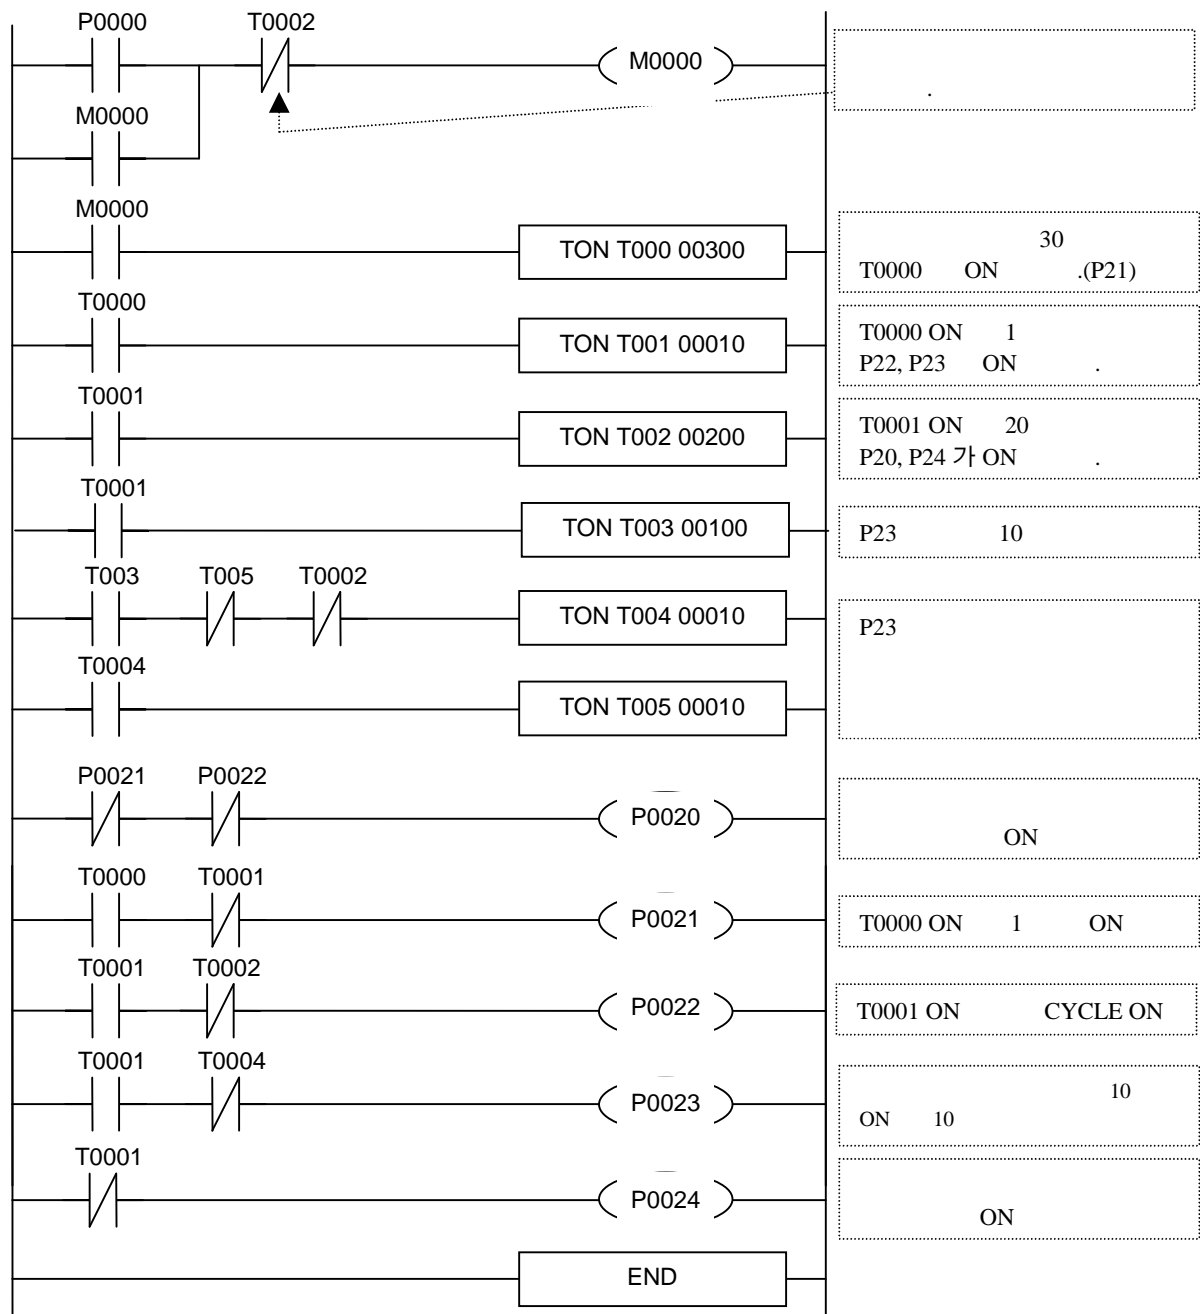 P0000 T0002
M0000
.
M0000
M0000
TON T000 00300
30
T0000 ON .(P21)
T0000
TON T001 00010
T0000 ON 1
P22, P23 ON .
T0001
TON T002 00200
T0001 ON 20
P20, P24 가 ON .
T0001
TON T003 00100
P23 10
T003 T005 T0002
TON T004 00010
P23
T0004
TON T005 00010
P0021 P0022
P0020
ON
T0000 T0001
P0021
T0000 ON 1 ON
T0001 T0002
P0022
T0001 ON CYCLE ON
T0001 T0004
P0023
10
ON 10
T0001
P0024
ON
END